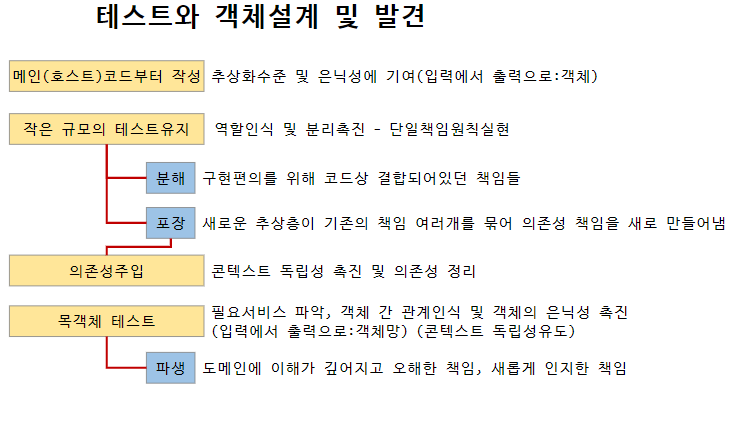 테스트와 객체설계 및 발견
메인(호스트)코드부터 작성 추상화수준 및 은닉성에 기여(입력에서 출력으로:객체)
작은 규모의 테스트유지 역할인식 및 분리촉진 - 단일책임원칙실현
분해 구현편의를 위해 코드상 결합되어있던 책임들
포장 새로운 추상층이 기존의 책임 여러개를 묶어 의존성 책임을 새로 만들어냄
의존성주입 콘텍스트 독립성 촉진 및 의존성 정리
목객체 테스트 필요서비스 파악, 객체 간 관계인식 및 객체의 은닉성 촉진
(입력에서 출력으로:객체망) (콘텍스트 독립성유도)
파생 도메인에 이해가 깊어지고 오해한 책임, 새롭게 인지한 책임